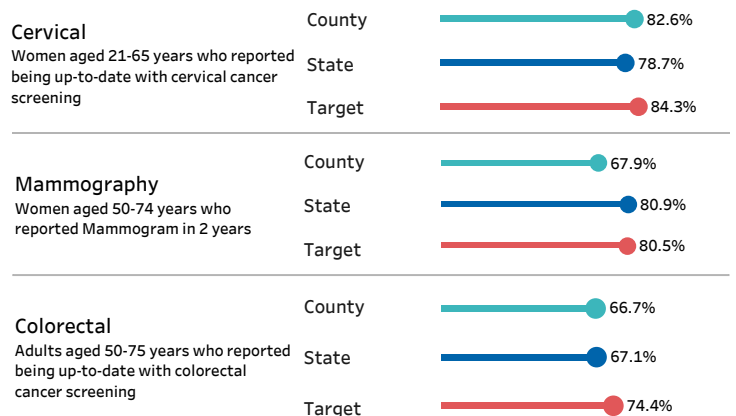 Cervical
Women aged 21-65 years who reported
being up-to-date with cervical cancer
screening
County 82.6%
State 78.7%
Target 84.3%
Mammography
Women aged 50-74 years who
reported Mammogram in 2 years
County 67.9%
State 80.9%
Target 80.5%
Colorectal
Adults aged 50-75 years who reported
being up-to-date with colorectal
cancer screening
County 66.7%
State 67.1%
Target 74.4%